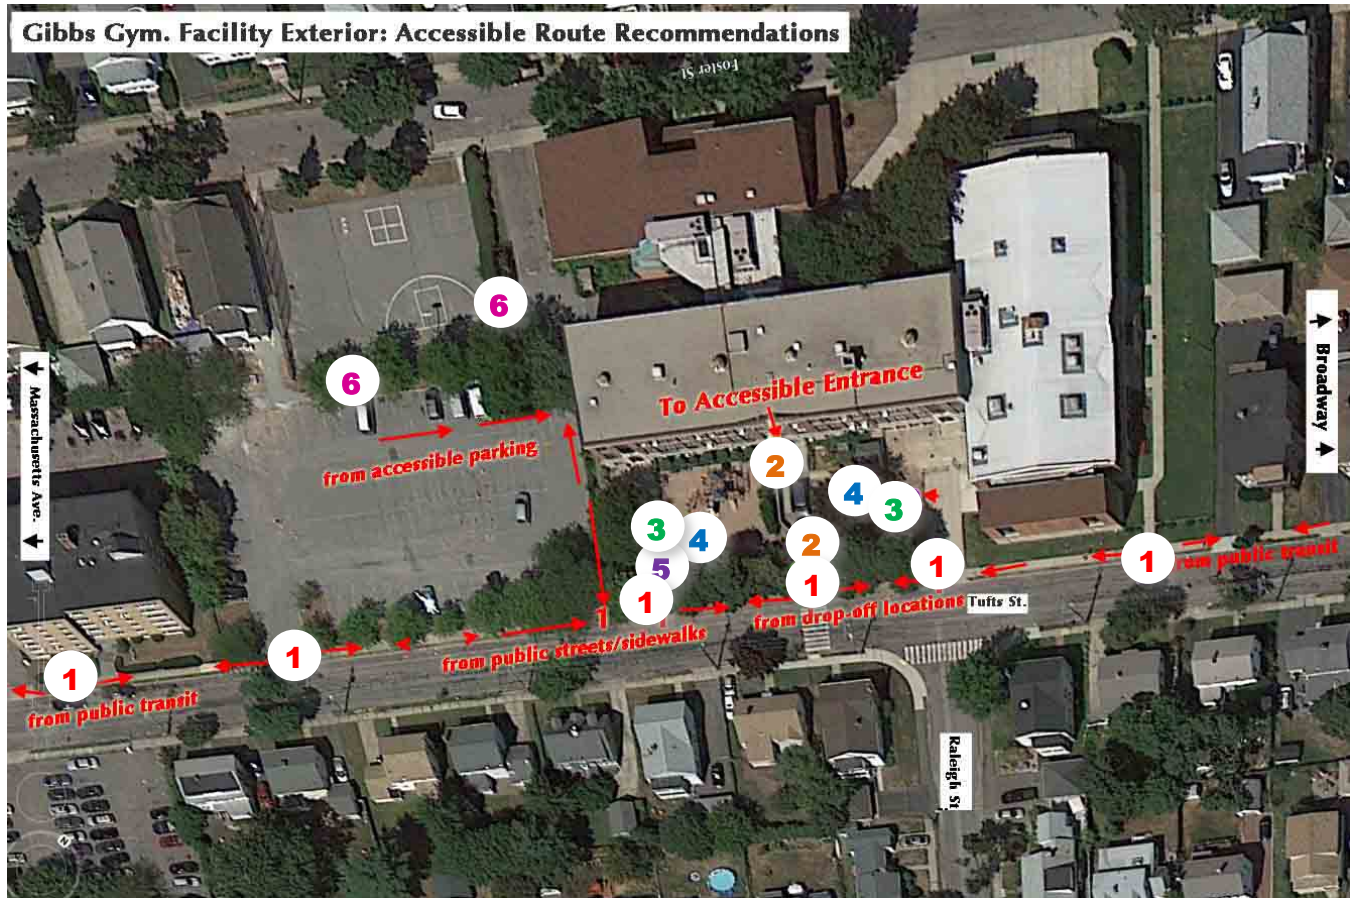 Gibbs Gym. Facility Exterior: Accessible Route Recommendations
Foster St
6
6
Massachusetts Ave.
Broadway
To Accessible Entrance
from accessible parking
2
4
3
3
4
2
5
1
1
1
1
1
1
1
from public transit
from drop-off locations
Tufts St.
from public streets/sidewalks
1
from public transit
Raleigh St